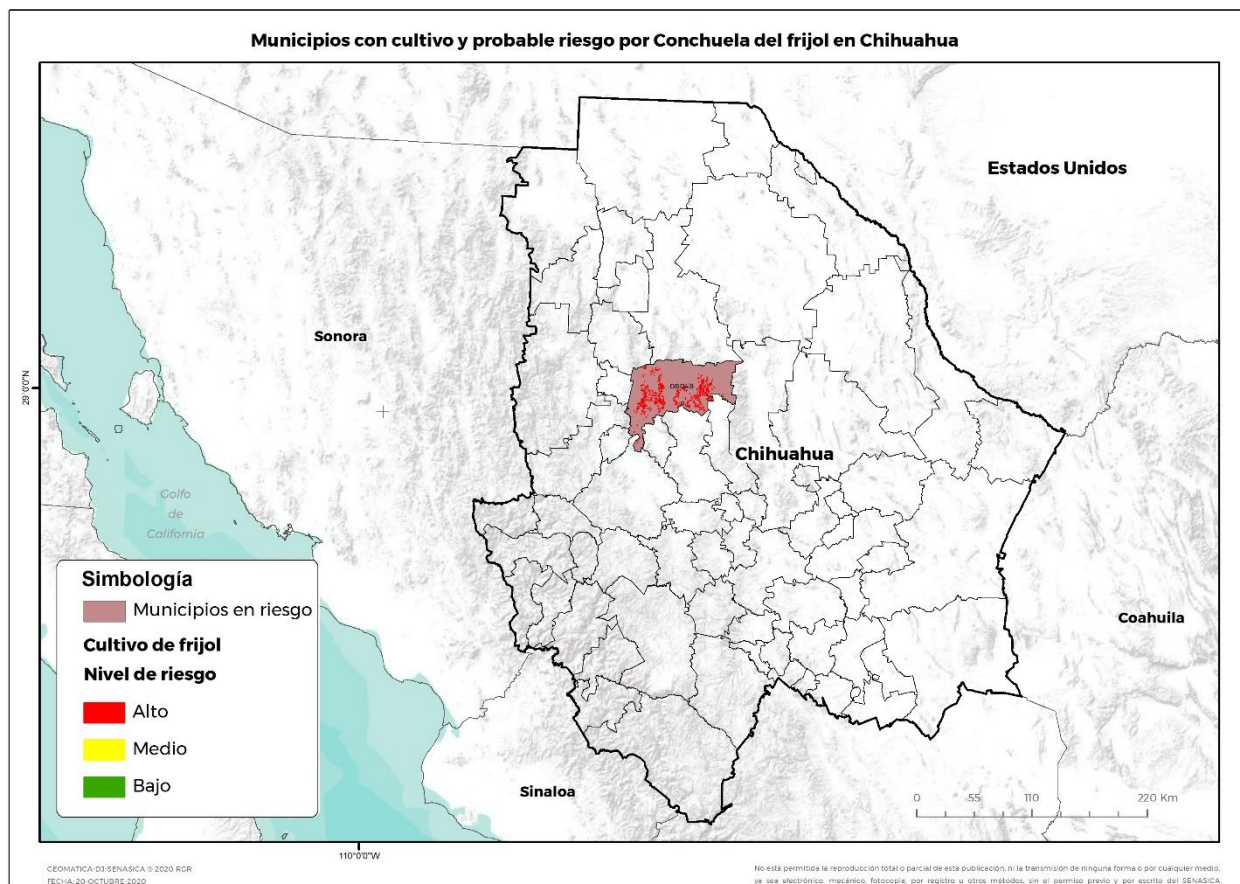 Municipios con cultivo y probable riesgo por Conchuela del frijol en Chihuahua
Estados Unidos
Sonora
29°0'0"N
Chihuahua
Golfo
de
California
Simbología
Municipios en riesgo
Cultivo de frijol
Nivel de riesgo
Alto
Medio
Bajo
Coahuila
Sinaloa
0 55 110 220 Km
110°0'0"W
GEOMATICA-DJ-SENASICA © 2020 RGR
FECHA: 20-OCTUBRE-2020
No está permitida la reproducción total o parcial de esta publicación, ni la transmisión de ninguna forma o por cualquier medio,
ya sea electrónico, mecánico, fotocopia, por registro u otros métodos, sin el permiso previo y por escrito del SENASICA.